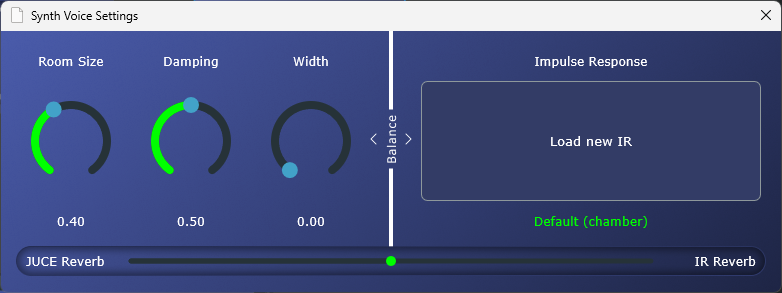 Synth Voice Settings
Room Size
Damping
Width
0.40
0.50
0.00
Balance
Impulse Response
Load new IR
Default (chamber)
JUCE Reverb
IR Reverb